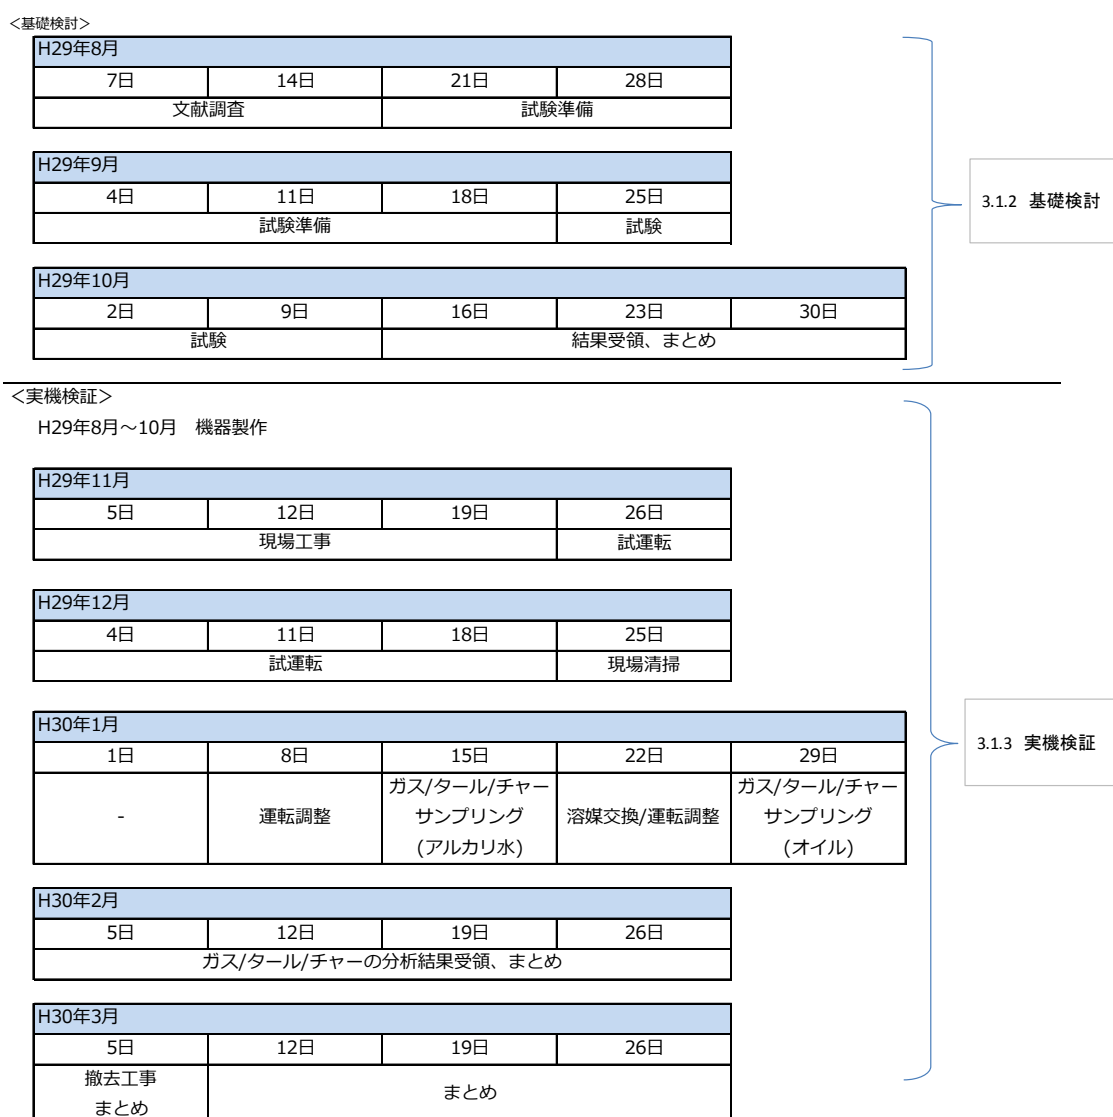 ＜基礎検討＞
H29年8月
7日 14日 21日 28日
文献調査 試験準備
H29年9月
4日 11日 18日 25日
試験準備 試験
3.1.2 基礎検討
H29年10月
2日 9日 16日 23日 30日
試験 結果受領、まとめ
＜実機検証＞
H29年8月～10月　機器製作
H29年11月
5日 12日 19日 26日
現場工事 試運転
H29年12月
4日 11日 18日 25日
試運転 現場清掃
H30年1月
1日 8日 15日 22日 29日
-
運転調整
ガス/タール/チャー
サンプリング
(アルカリ水)
溶媒交換/運転調整
ガス/タール/チャー
サンプリング
(オイル)
3.1.3 実機検証
H30年2月
5日 12日 19日 26日
ガス/タール/チャーの分析結果受領、まとめ
H30年3月
5日 12日 19日 26日
撤去工事
まとめ
まとめ